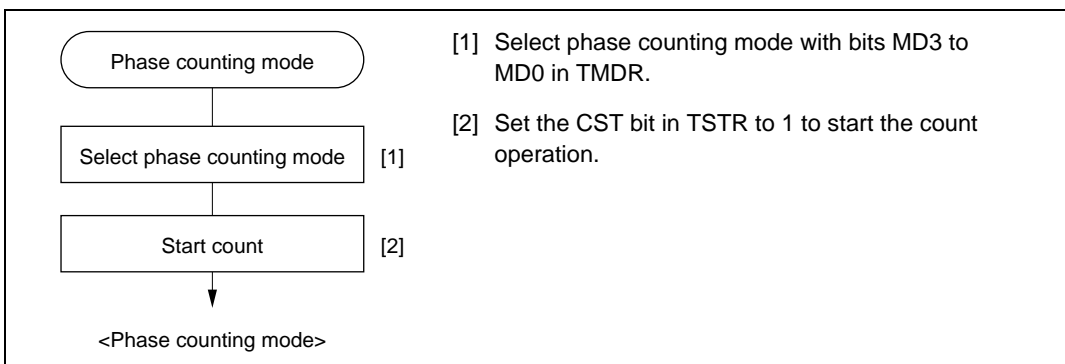 Phase counting mode
Select phase counting mode [1]
Start count [2]
<Phase counting mode>
[1] Select phase counting mode with bits MD3 to
MD0 in TMDR.
[2] Set the CST bit in TSTR to 1 to start the count
operation.